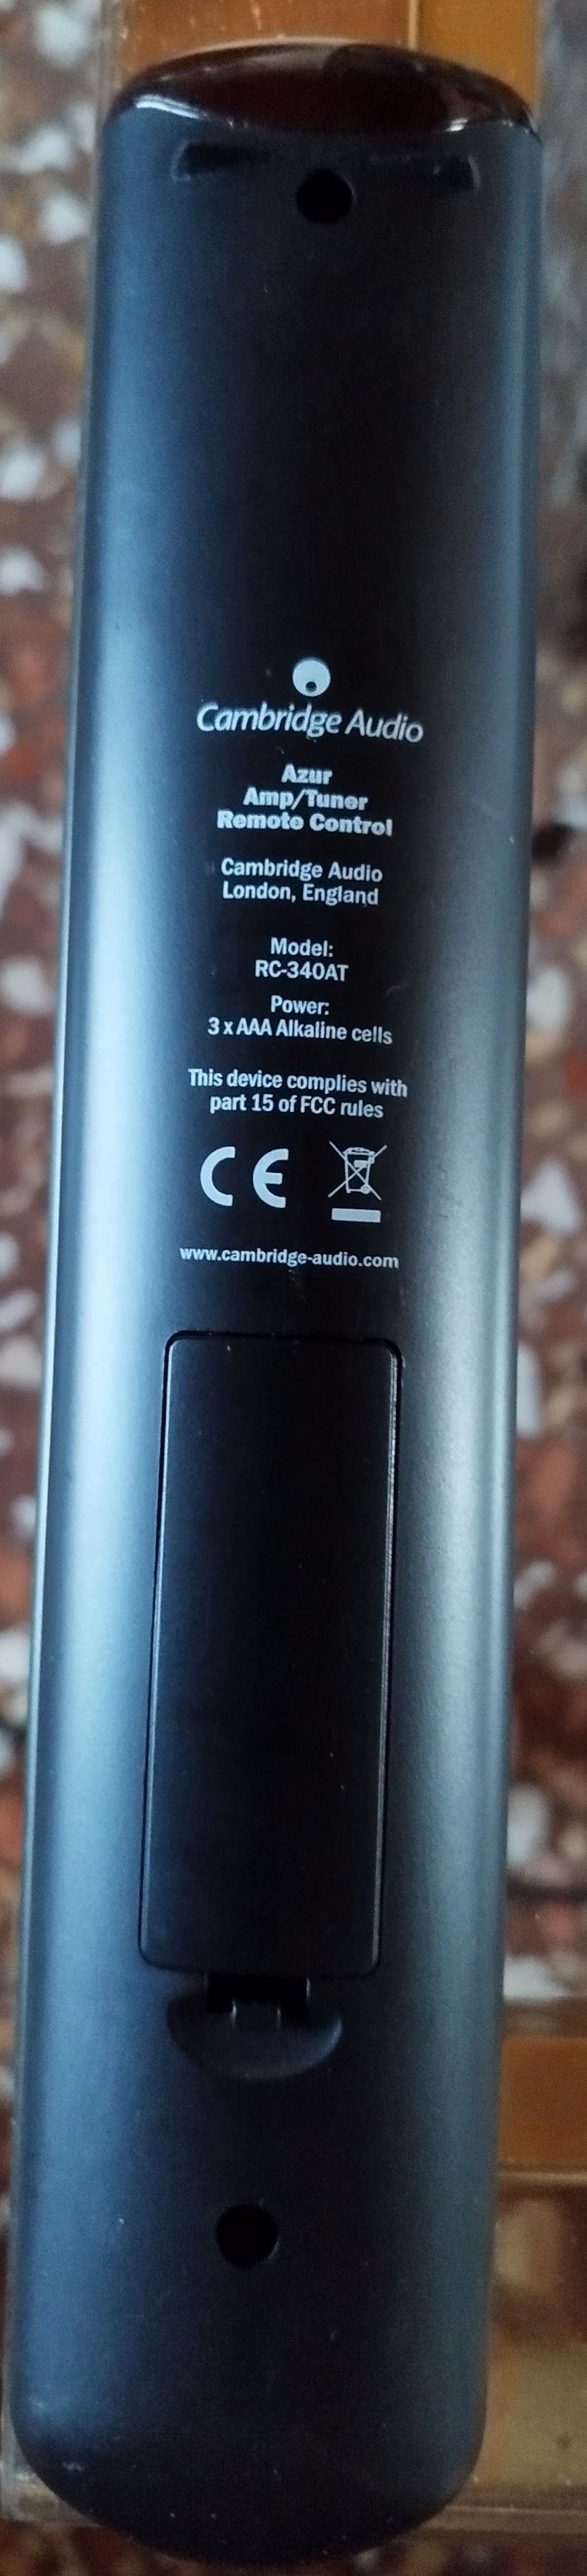 Cambridge Audio
Azur
Amp/Tuner
Remote Control
Cambridge Audio
London, England
Model:
RC-340AT
Power:
3 x AAA Alkaline cells
This device complies with
part 15 of FCC rules
CE
www.cambridge-audio.com